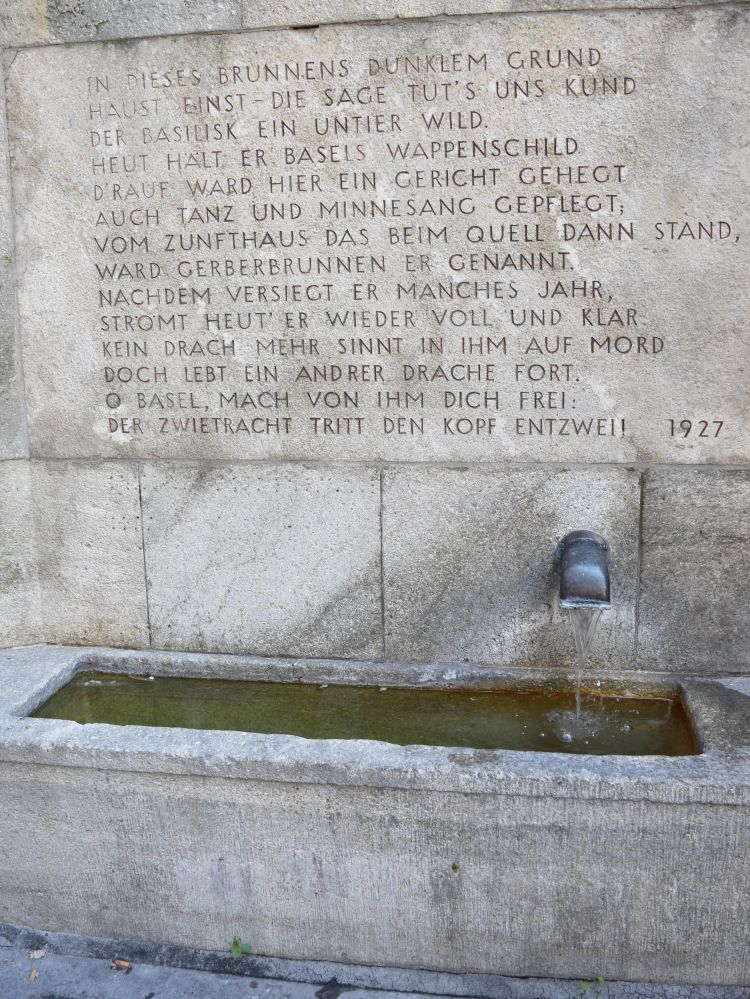 IN DIESES BRUNNENS DUNKLEM GRUND
HAUST' EINST - DIE SAGE TUT'S UNS KUND
DER BASILISK, EIN UNTIER WILD.
HEUT HÄLT ER BASELS WAPPENSCHILD.
D'RAUF WARD HIER EIN GERICHT GEHEGT
AUCH TANZ UND MINNESANG GEPFLEGT;
VOM ZUNFTHAUS DAS BEIM QUELL DANN STAND,
WARD GERBERBRUNNEN ER GENANNT.
NACHDEM VERSIEGT ER MANCHES JAHR,
STRÖMT HEUT' ER WIEDER VOLL UND KLAR.
KEIN DRACH' MEHR SINNT IN IHM AUF MORD
DOCH LEBT EIN ANDRER DRACHE FORT.
O BASEL, MACH VON IHM DICH FREI:
DER ZWIETRACHT TRITT DEN KOPF ENTZWEI! 1927